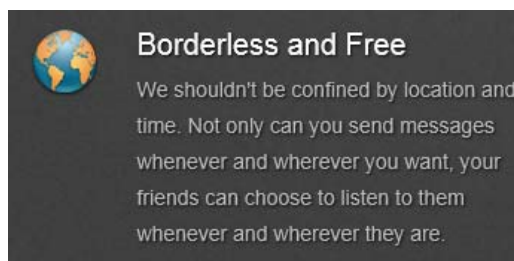 Borderless and Free
We shouldn't be confined by location and
time. Not only can you send messages
whenever and wherever you want, your
friends can choose to listen to them
whenever and wherever they are.